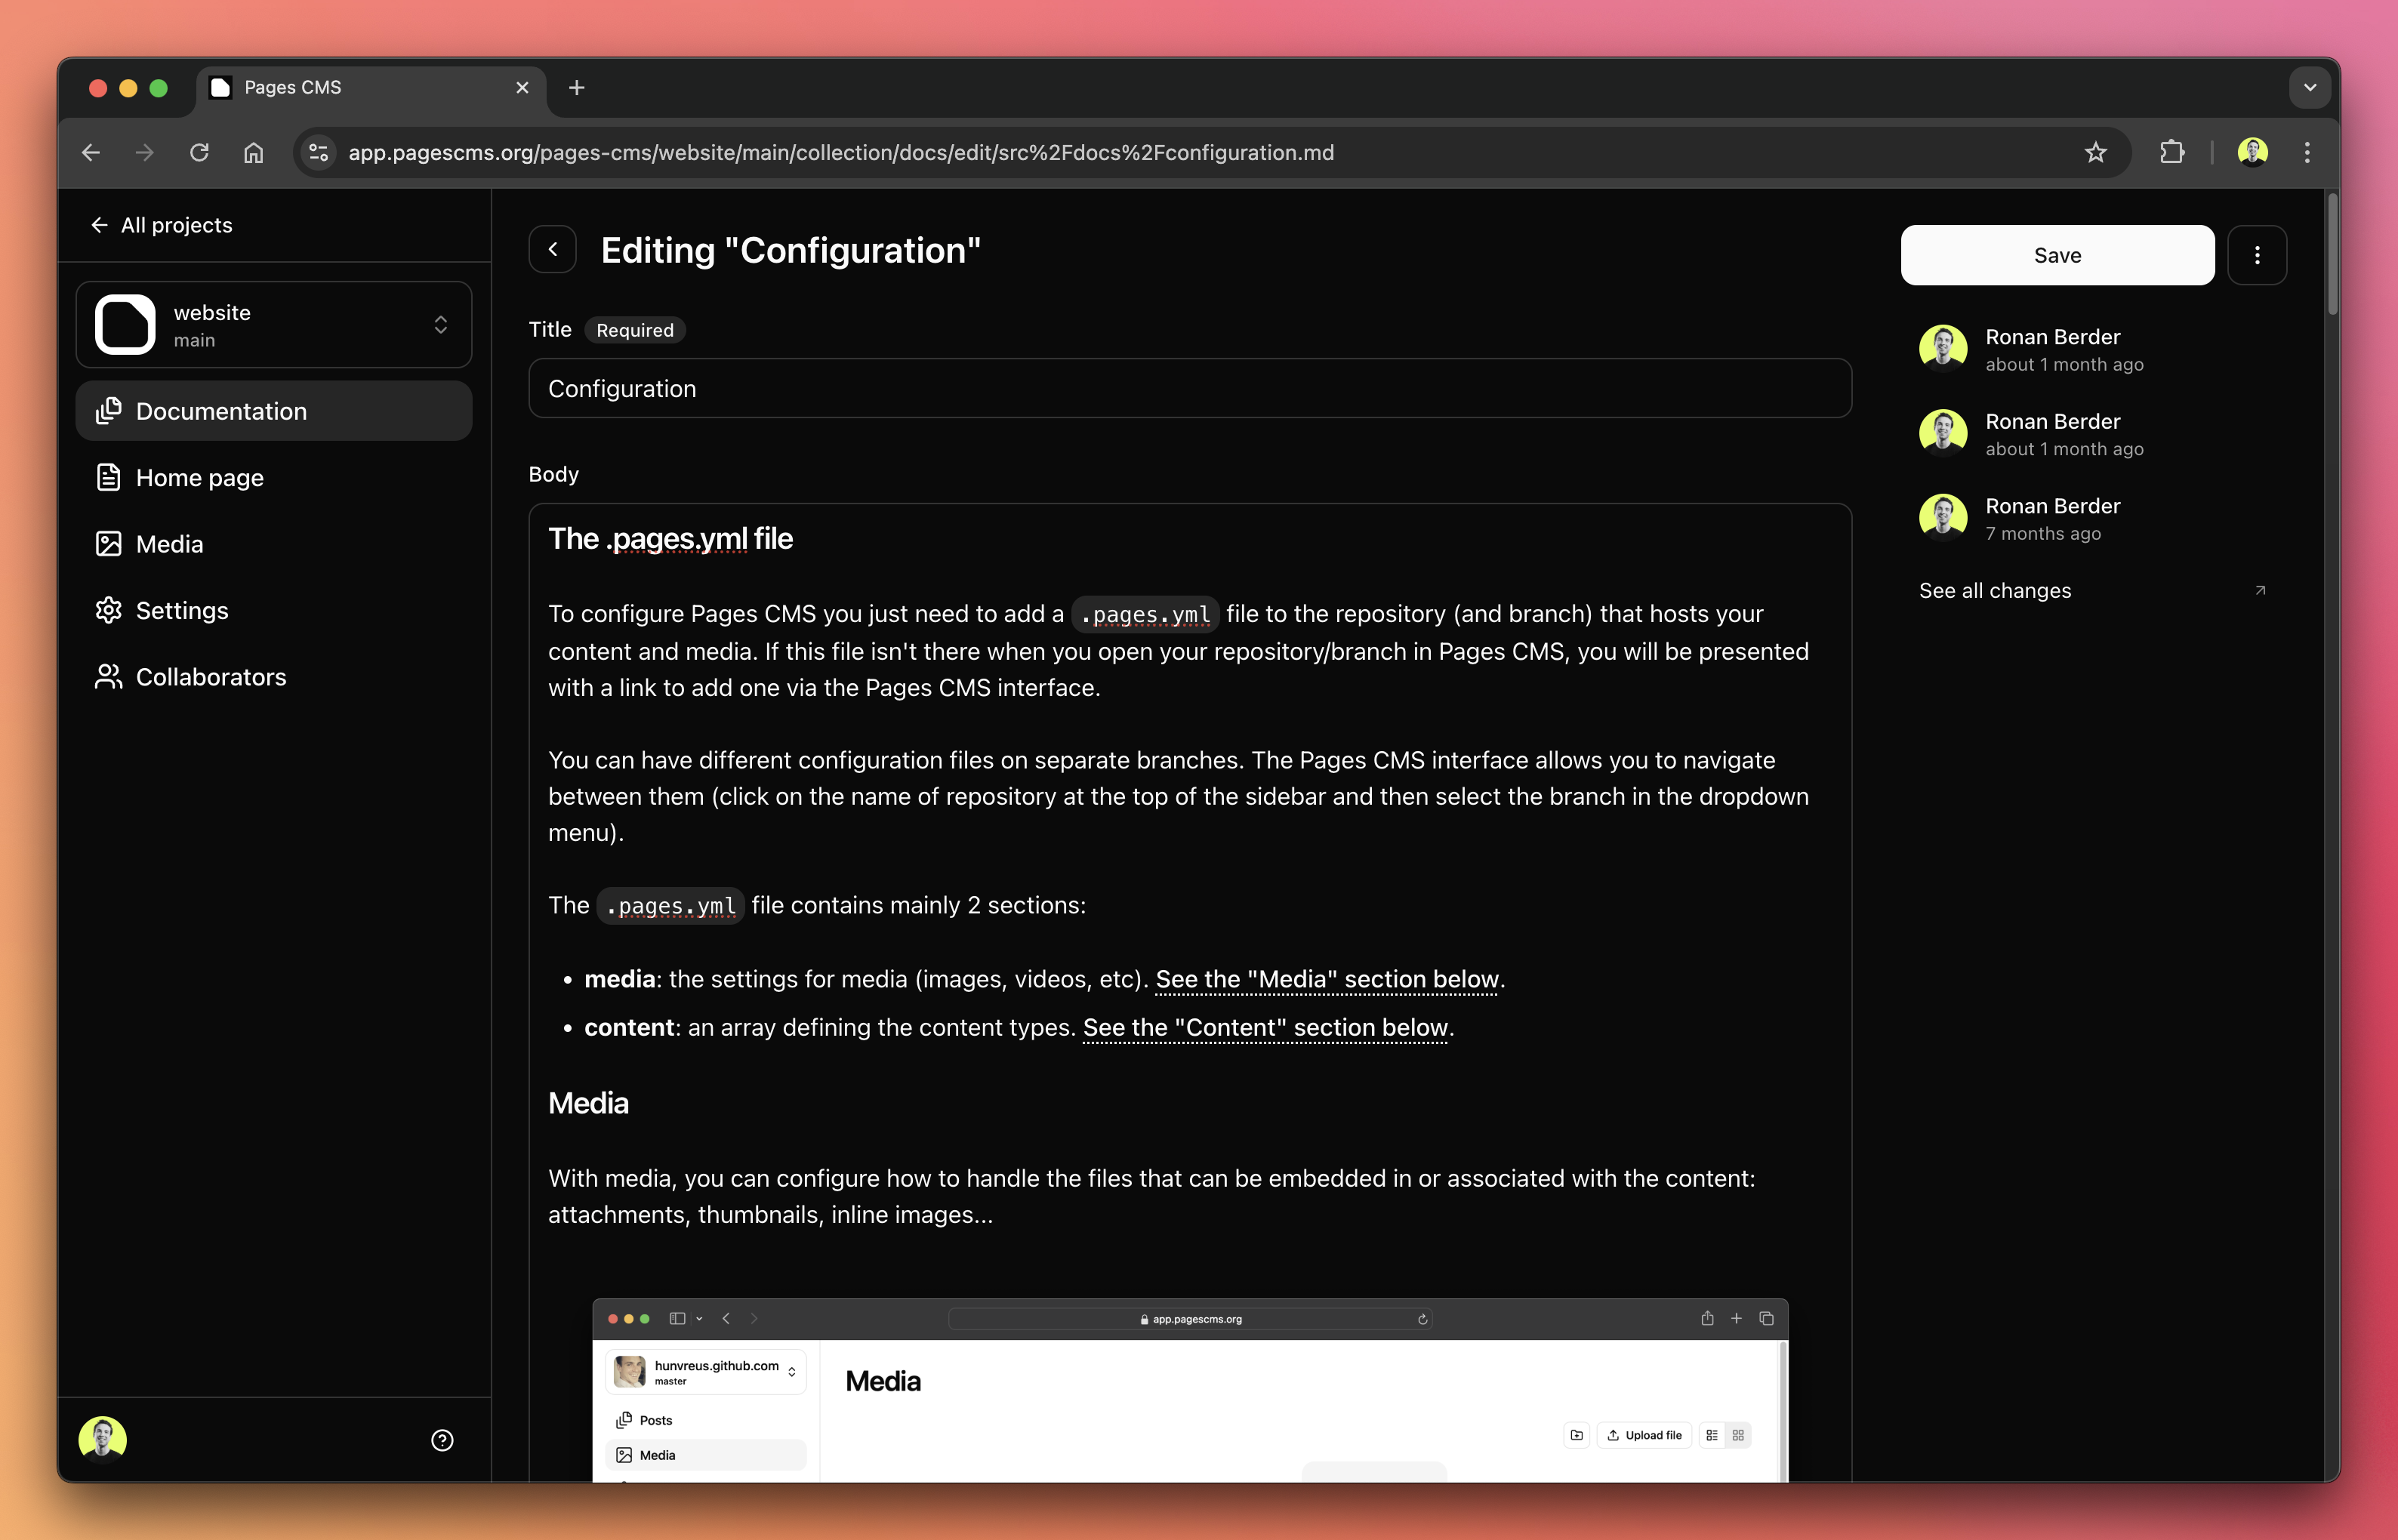 Pages CMS
app.pagescms.org/pages-cms/website/main/collection/docs/edit/src%2Fdocs%2Fconfiguration.md
All projects
website
main
Documentation
Home page
Media
Settings
Collaborators
Editing "Configuration"
Title Required
Configuration
Body
The .pages.yml file
To configure Pages CMS you just need to add a .pages.yml file to the repository (and branch) that hosts your
content and media. If this file isn't there when you open your repository/branch in Pages CMS, you will be presented
with a link to add one via the Pages CMS interface.
You can have different configuration files on separate branches. The Pages CMS interface allows you to navigate
between them (click on the name of repository at the top of the sidebar and then select the branch in the dropdown
menu).
The .pages.yml file contains mainly 2 sections:
• media: the settings for media (images, videos, etc). See the "Media" section below.
• content: an array defining the content types. See the "Content" section below.
Media
With media, you can configure how to handle the files that can be embedded in or associated with the content:
attachments, thumbnails, inline images...
app.pagescms.org
hunvreus.github.com
master
Posts
Media
Media
Upload file
Save
Ronan Berder
about 1 month ago
Ronan Berder
about 1 month ago
Ronan Berder
7 months ago
See all changes